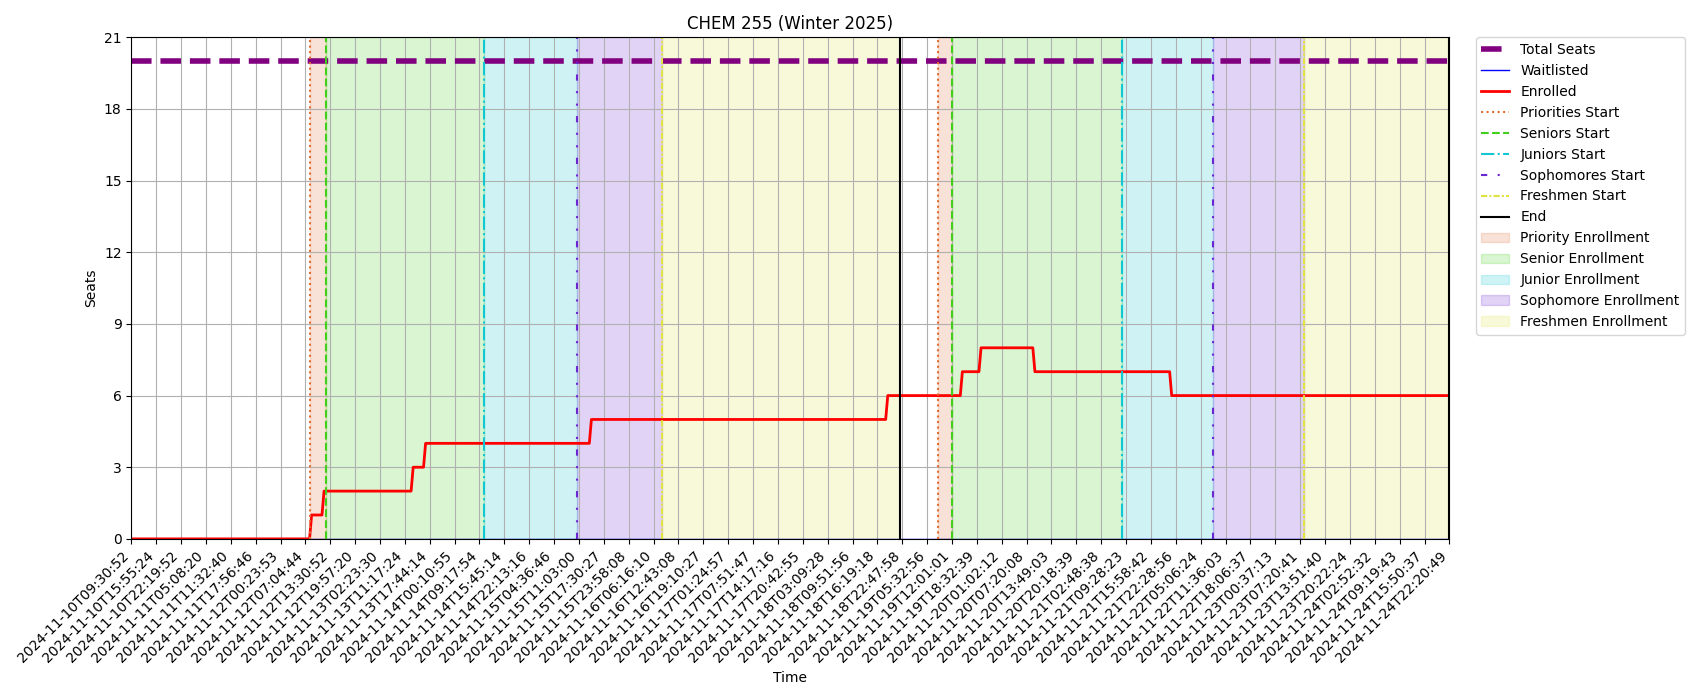 CHEM 255 (Winter 2025)
21
18
15
12
9
6
3
0
Seats
2024-11-10T09:30:52
2024-11-10T15:55:24
2024-11-10T22:19:52
2024-11-11T05:08:20
2024-11-11T11:32:40
2024-11-11T17:56:46
2024-11-12T00:23:53
2024-11-12T07:04:44
2024-11-12T13:30:52
2024-11-12T19:57:20
2024-11-13T02:23:30
2024-11-13T11:17:24
2024-11-13T17:44:14
2024-11-14T00:10:55
2024-11-14T09:17:54
2024-11-14T15:45:14
2024-11-14T22:13:16
2024-11-15T04:36:46
2024-11-15T11:03:00
2024-11-15T17:30:27
2024-11-15T23:58:08
2024-11-16T06:16:10
2024-11-16T12:43:08
2024-11-16T19:10:27
2024-11-17T01:24:57
2024-11-17T07:51:47
2024-11-17T14:17:16
2024-11-17T20:42:55
2024-11-18T03:09:28
2024-11-18T09:51:56
2024-11-18T16:19:18
2024-11-18T22:47:58
2024-11-19T05:32:56
2024-11-19T12:01:01
2024-11-19T18:32:39
2024-11-20T01:02:12
2024-11-20T07:20:08
2024-11-20T13:49:03
2024-11-20T20:18:39
2024-11-21T02:48:38
2024-11-21T09:28:23
2024-11-21T15:58:42
2024-11-21T22:28:56
2024-11-22T05:06:24
2024-11-22T11:36:03
2024-11-22T18:06:37
2024-11-23T00:37:13
2024-11-23T07:20:41
2024-11-23T13:51:40
2024-11-23T20:22:24
2024-11-24T02:52:32
2024-11-24T09:19:43
2024-11-24T15:50:37
2024-11-24T22:20:49
Time
Total Seats
Waitlisted
Enrolled
Priorities Start
Seniors Start
Juniors Start
Sophomores Start
Freshmen Start
End
Priority Enrollment
Senior Enrollment
Junior Enrollment
Sophomore Enrollment
Freshmen Enrollment